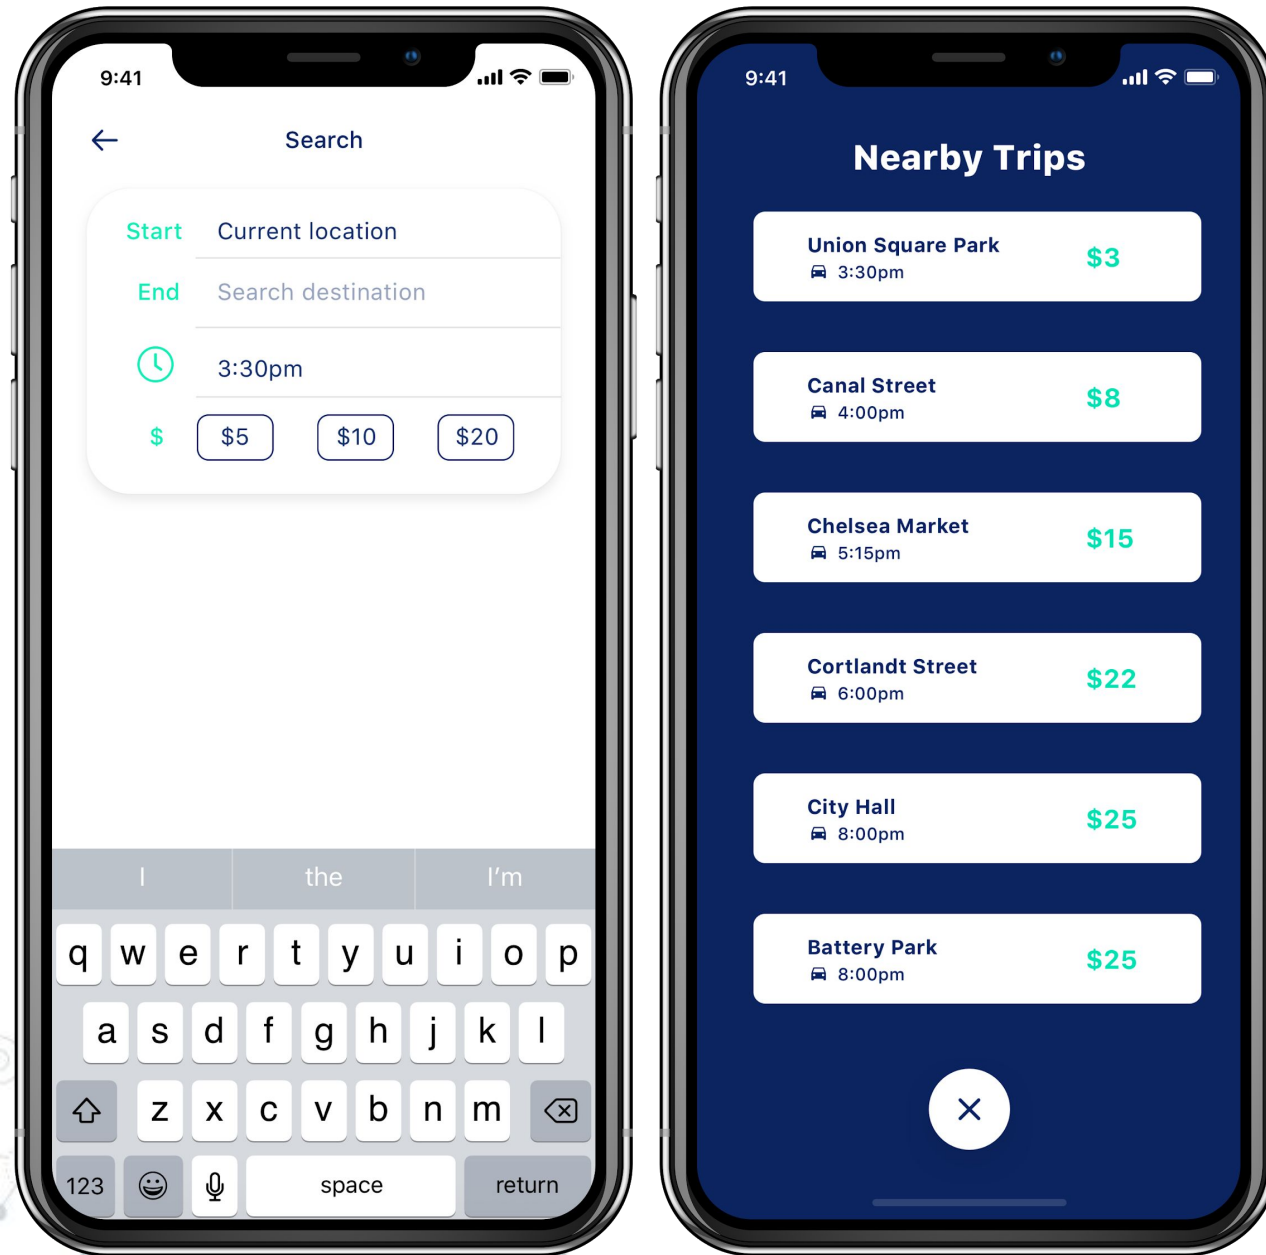 9:41
Search
Start Current location
End Search destination
3:30pm
$ $5 $10 $20
I the I'm
q w e r t y u i o p
a s d f g h j k l
z x c v b n m
123 space return
9:41
Nearby Trips
Union Square Park $3
3:30pm
Canal Street $8
4:00pm
Chelsea Market $15
5:15pm
Cortlandt Street $22
6:00pm
City Hall $25
8:00pm
Battery Park $25
8:00pm